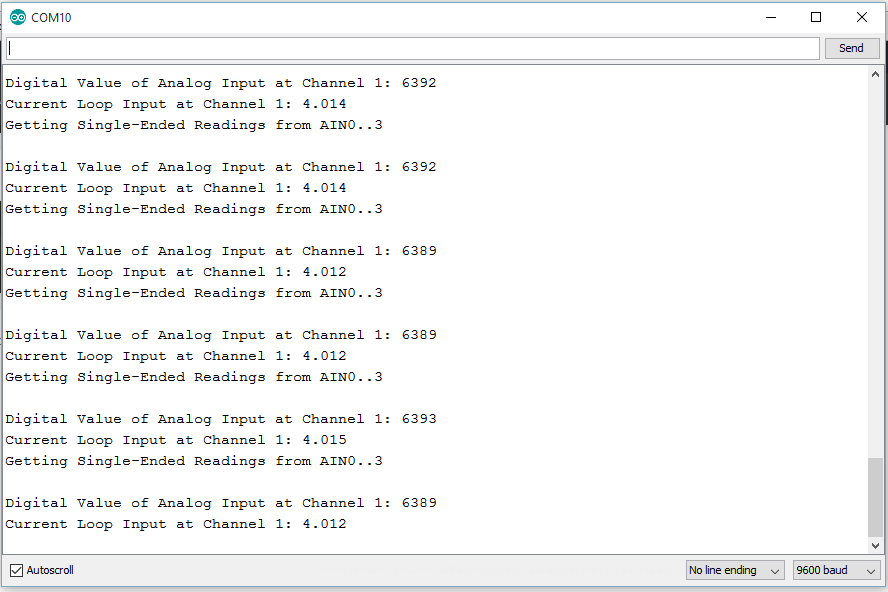 COM10
Send
Digital Value of Analog Input at Channel 1: 6392
Current Loop Input at Channel 1: 4.014
Getting Single-Ended Readings from AIN0..3
Digital Value of Analog Input at Channel 1: 6392
Current Loop Input at Channel 1: 4.014
Getting Single-Ended Readings from AIN0..3
Digital Value of Analog Input at Channel 1: 6389
Current Loop Input at Channel 1: 4.012
Getting Single-Ended Readings from AIN0..3
Digital Value of Analog Input at Channel 1: 6389
Current Loop Input at Channel 1: 4.012
Getting Single-Ended Readings from AIN0..3
Digital Value of Analog Input at Channel 1: 6393
Current Loop Input at Channel 1: 4.015
Getting Single-Ended Readings from AIN0..3
Digital Value of Analog Input at Channel 1: 6389
Current Loop Input at Channel 1: 4.012
Autoscroll
No line ending
9600 baud